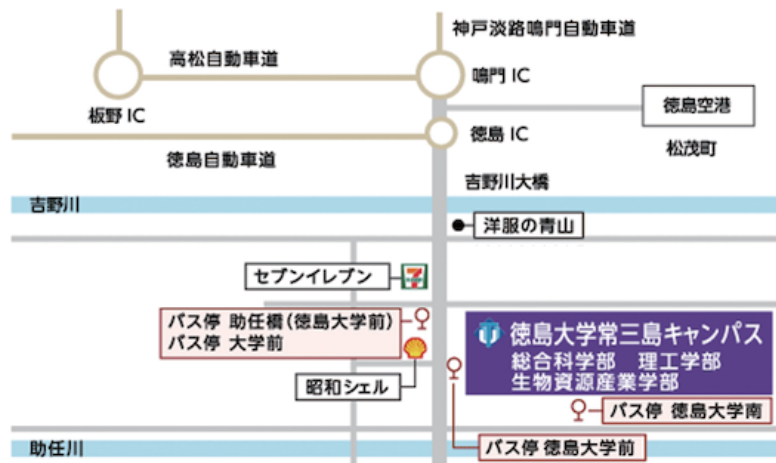 神戸淡路鳴門自動車道
高松自動車道
鳴門 IC
板野 IC
徳島空港
徳島 IC
松茂町
徳島自動車道
吉野川大橋
吉野川
洋服の青山
セブンイレブン
バス停 助任橋(徳島大学前)
バス停 大学前
徳島大学常三島キャンパス
総合科学部 理工学部
生物資源産業学部
昭和シェル
バス停 徳島大学南
バス停 徳島大学前
助任川